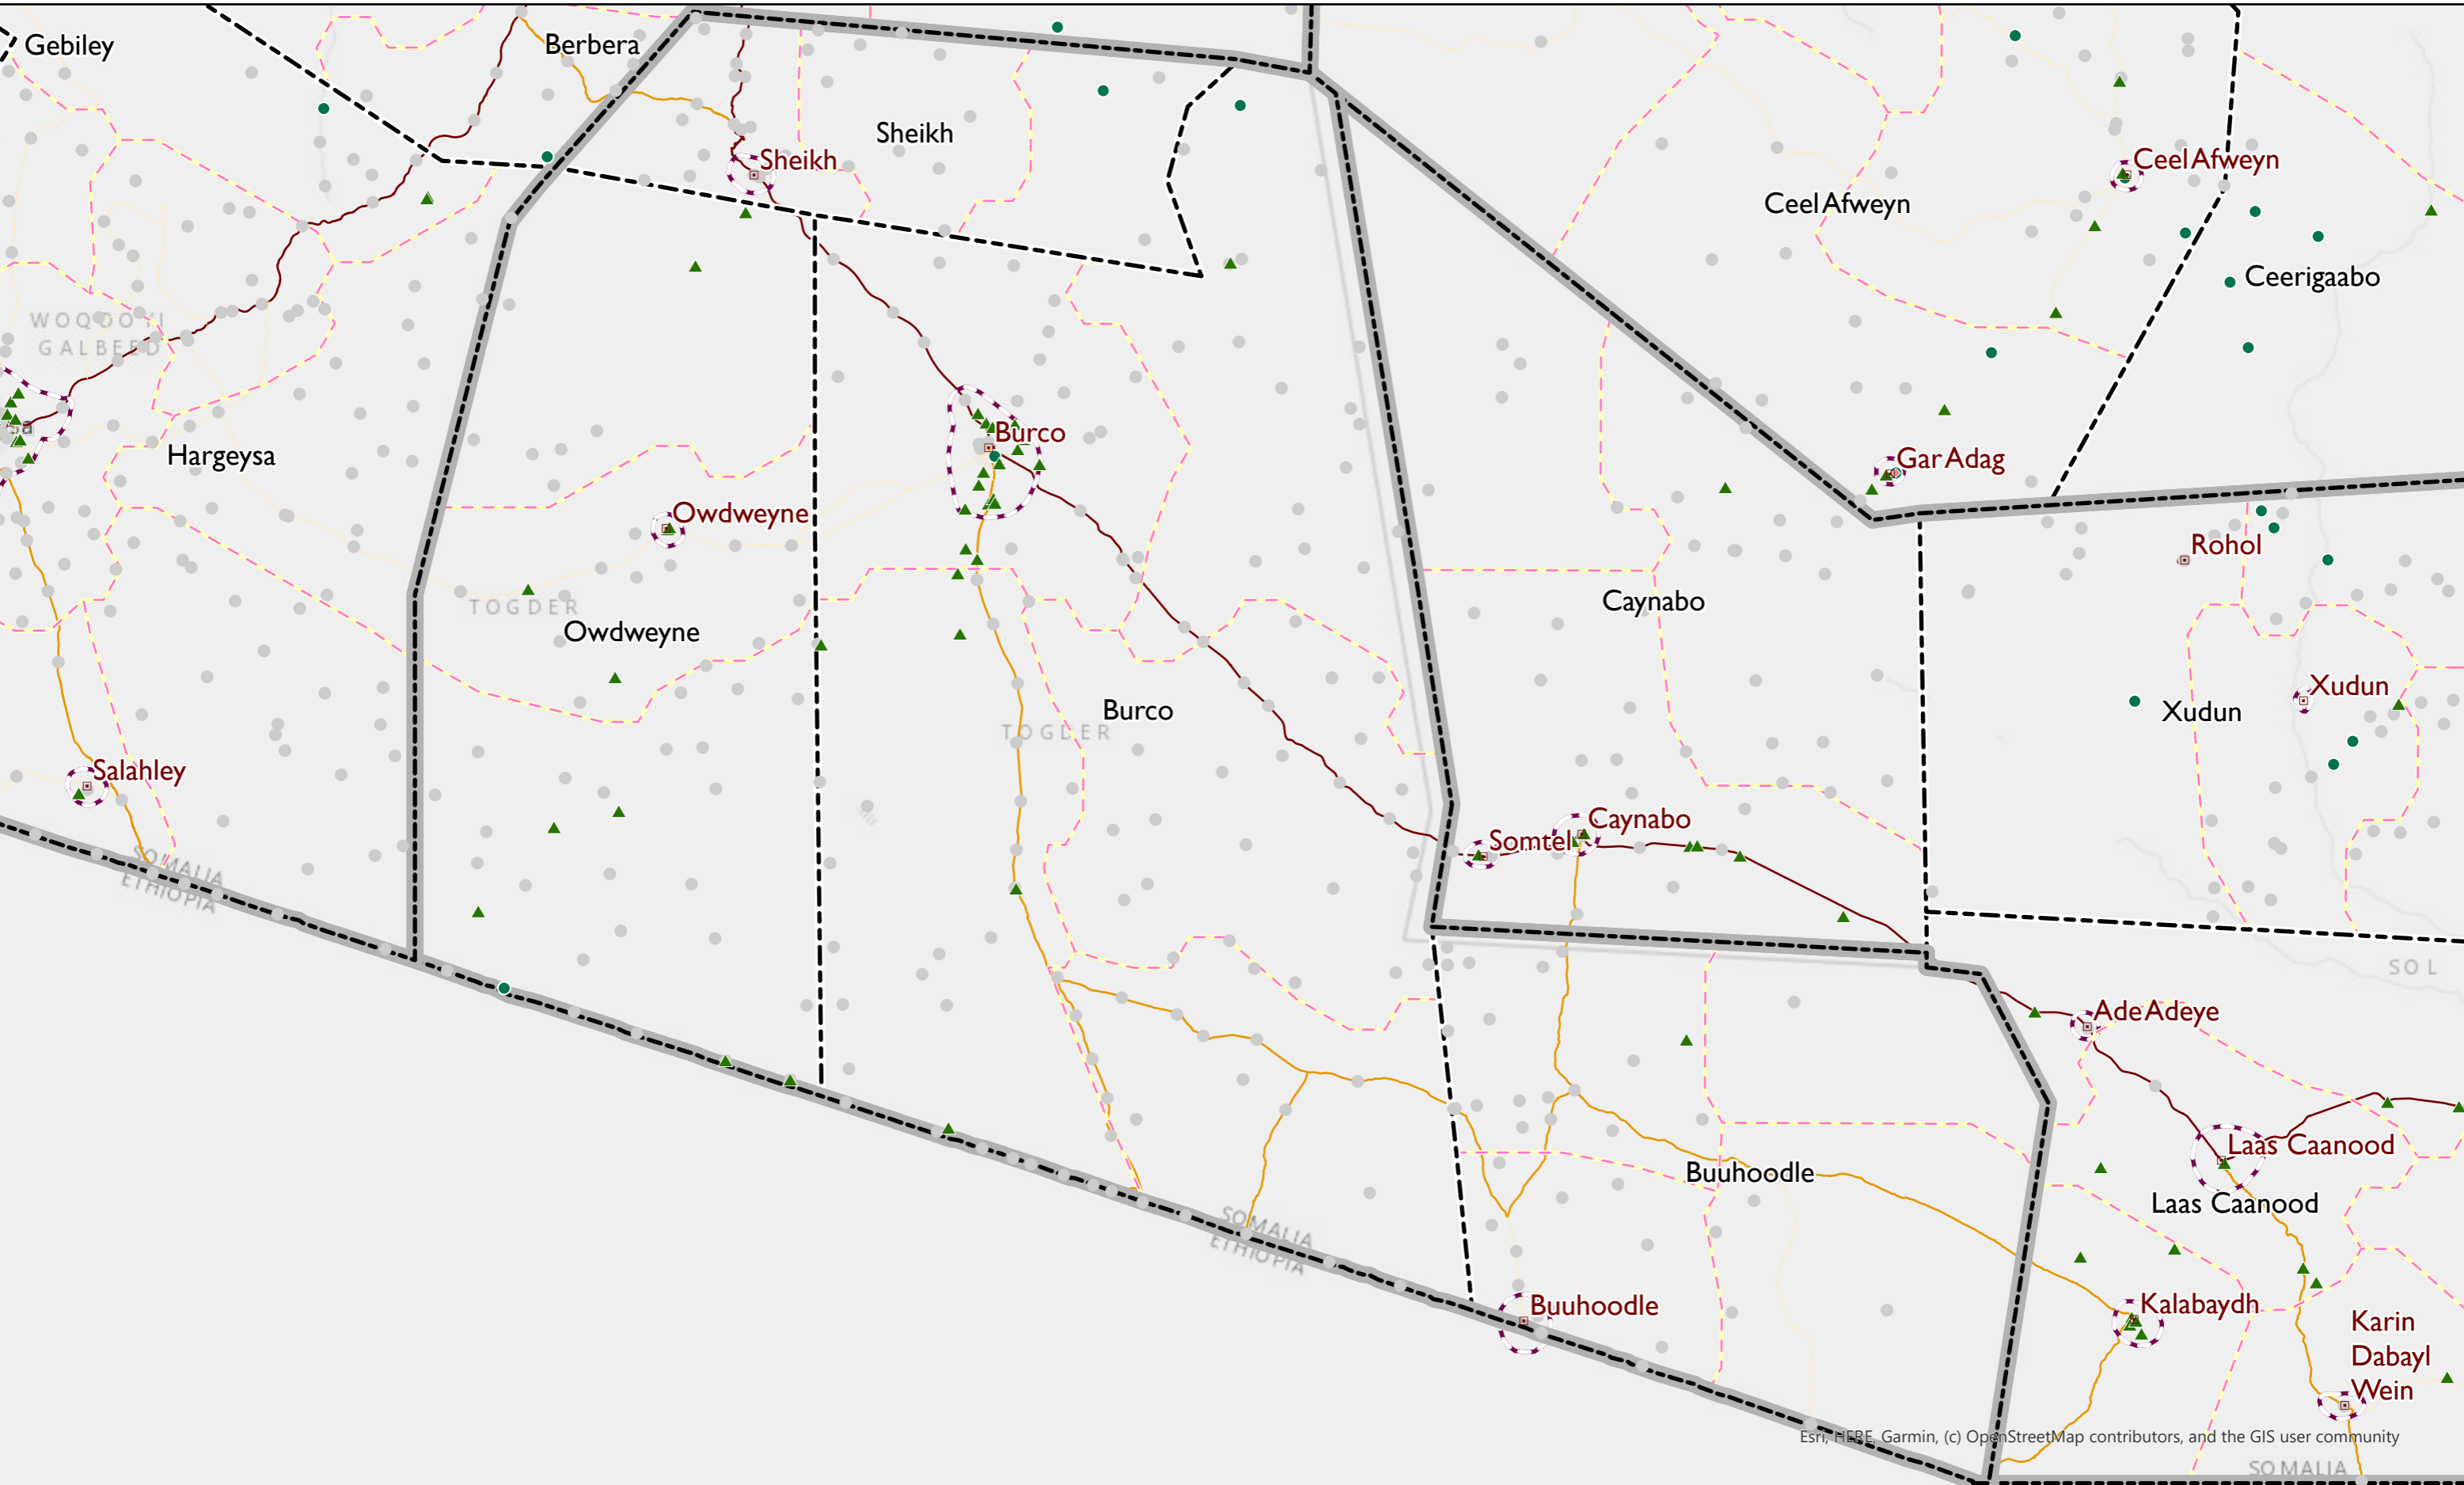 Gebiley
Berbera
Sheikh
Sheikh
Ceel Afweyn
Ceel Afweyn
Ceerigaabo
WOQOOYI
GALBEED
Hargeysa
Burco
Gar Adag
Owdweyne
Rohol
TOGDER
Owdweyne
Caynabo
Xudun
Xudun
Burco
TOGDER
Salahley
Caynabo
Somtel
SOMALIA
ETHIOPIA
SOL
Ade Adeye
Laas Caanood
Buuhoodle
Laas Caanood
SOMALIA
ETHIOPIA
Buuhoodle
Kalabaydh
Karin
Dabayl
Wein
Esri, HERE, Garmin, (c) OpenStreetMap contributors, and the GIS user community
SOMALIA